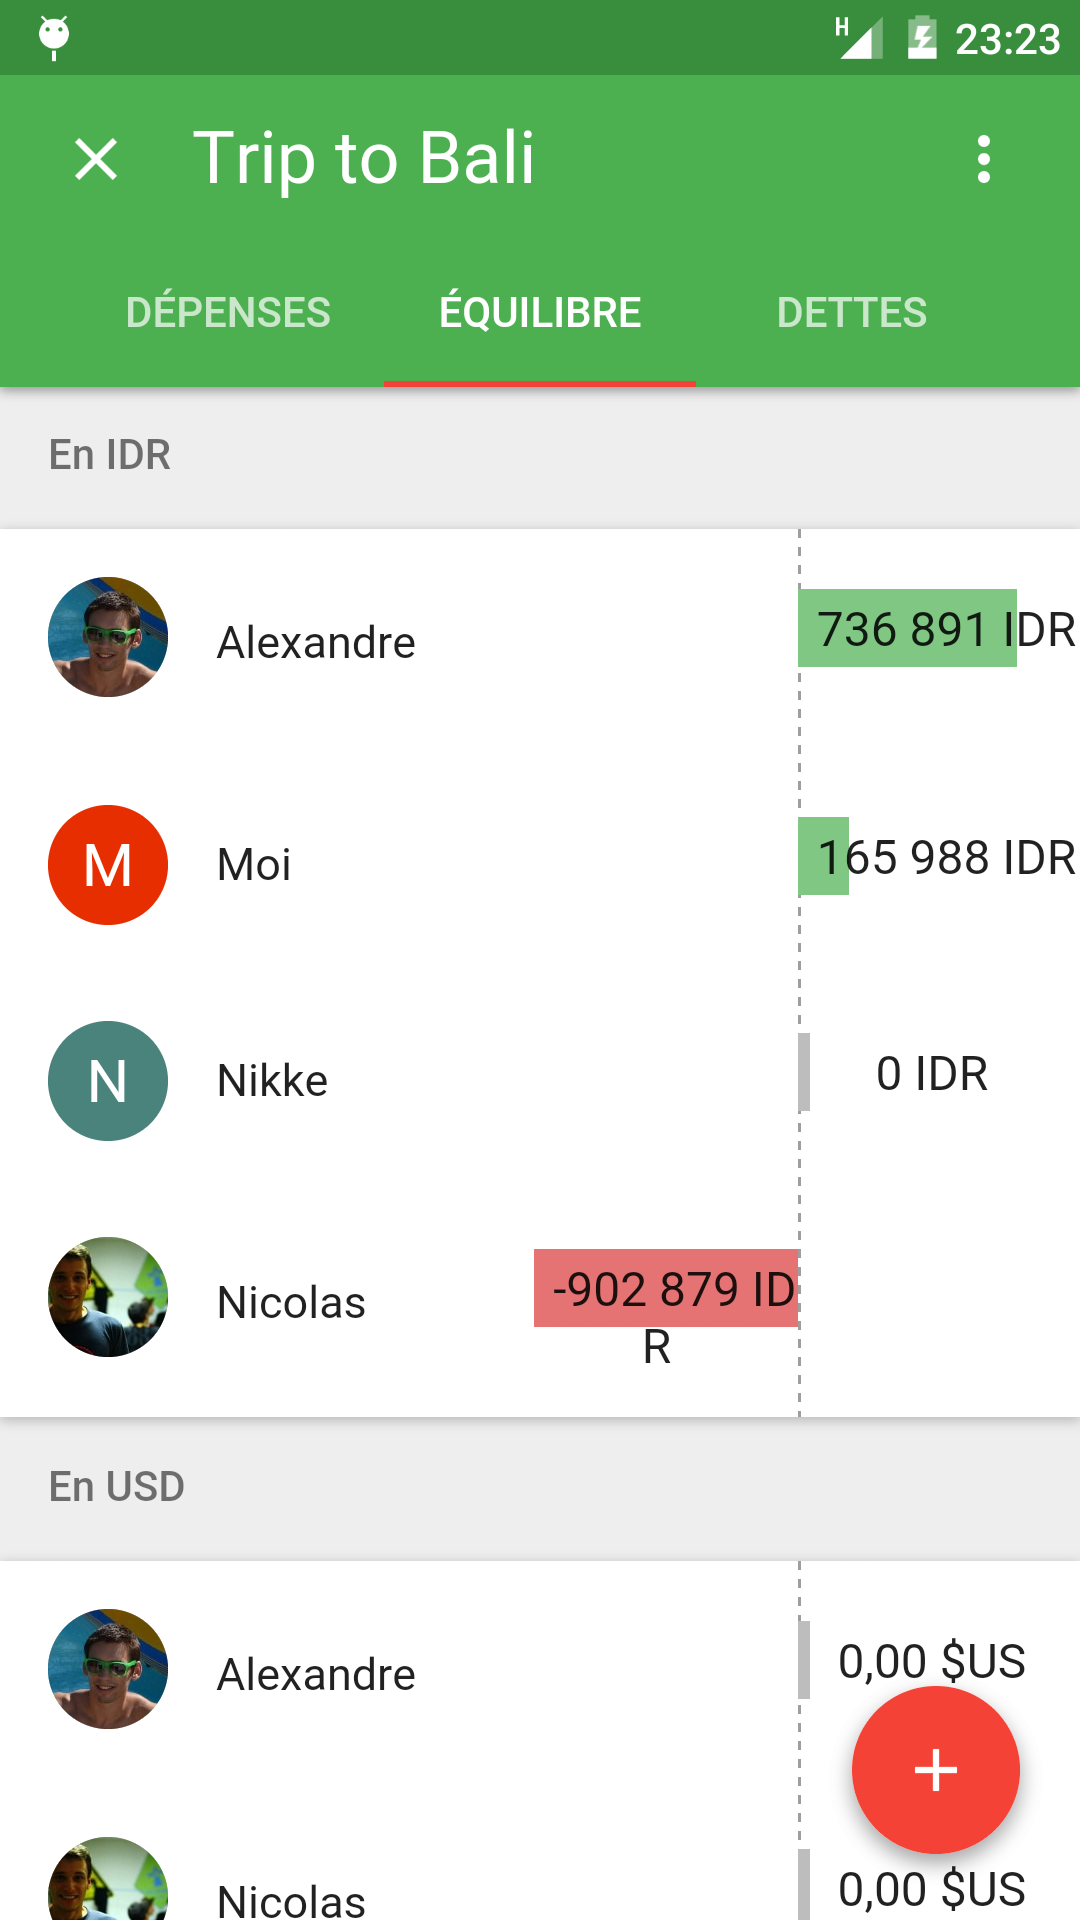 H 23:23
Trip to Bali
DÉPENSES ÉQUILIBRE DETTES
En IDR
Alexandre 736 891 IDR
M Moi 165 988 IDR
N Nikke 0 IDR
Nicolas -902 879 ID
R
En USD
Alexandre 0,00 $US
Nicolas 0,00 $US